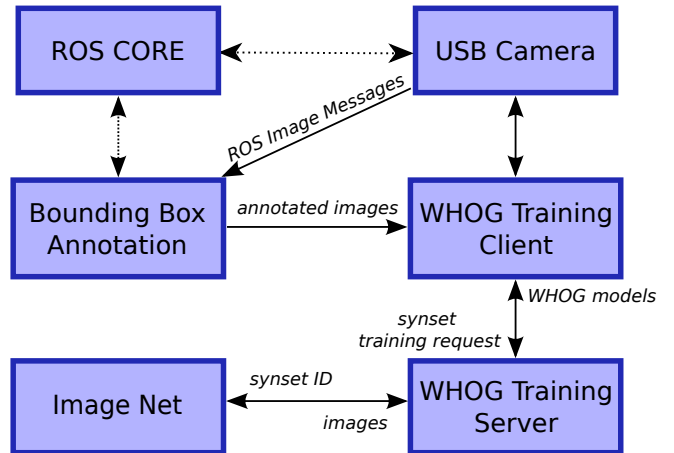 ROS CORE
USB Camera
ROS Image Messages
Bounding Box
Annotation
annotated images
WHOG Training
Client
WHOG models
synset
training request
Image Net
synset ID
images
WHOG Training
Server